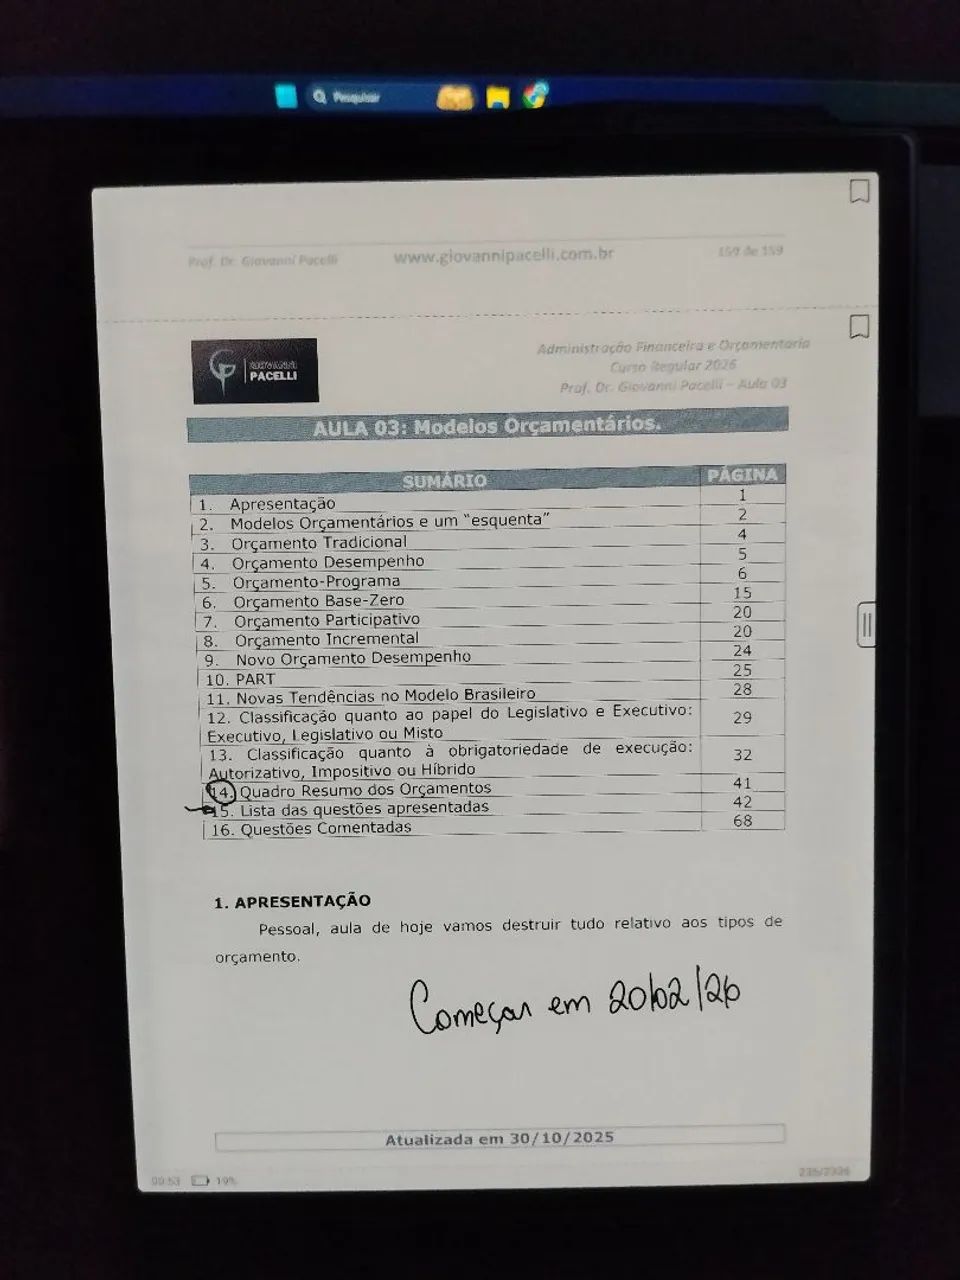 Pesquisar
Prof. Dr. Giovanni Pacelli www.giovannipacelli.com.br 159 de 159
GIOVANNI
PACELLI
Administração Financeira e Orçamentária
Curso Regular 2026
Prof. Dr. Giovanni Pacelli – Aula 03
AULA 03: Modelos Orçamentários.
SUMÁRIO PÁGINA
1. Apresentação 1
2. Modelos Orçamentários e um “esquenta” 2
3. Orçamento Tradicional 4
4. Orçamento Desempenho 5
5. Orçamento-Programa 6
6. Orçamento Base-Zero 15
7. Orçamento Participativo 20
8. Orçamento Incremental 20
9. Novo Orçamento Desempenho 24
10. PART 25
11. Novas Tendências no Modelo Brasileiro 28
12. Classificação quanto ao papel do Legislativo e Executivo: 29
Executivo, Legislativo ou Misto
13. Classificação quanto à obrigatoriedade de execução: 32
Autorizativo, Impositivo ou Híbrido
14. Quadro Resumo dos Orçamentos 41
15. Lista das questões apresentadas 42
16. Questões Comentadas 68
1. APRESENTAÇÃO
Pessoal, aula de hoje vamos destruir tudo relativo aos tipos de
orçamento.
Começar em 20/02/26
Atualizada em 30/10/2025
00:53 19%